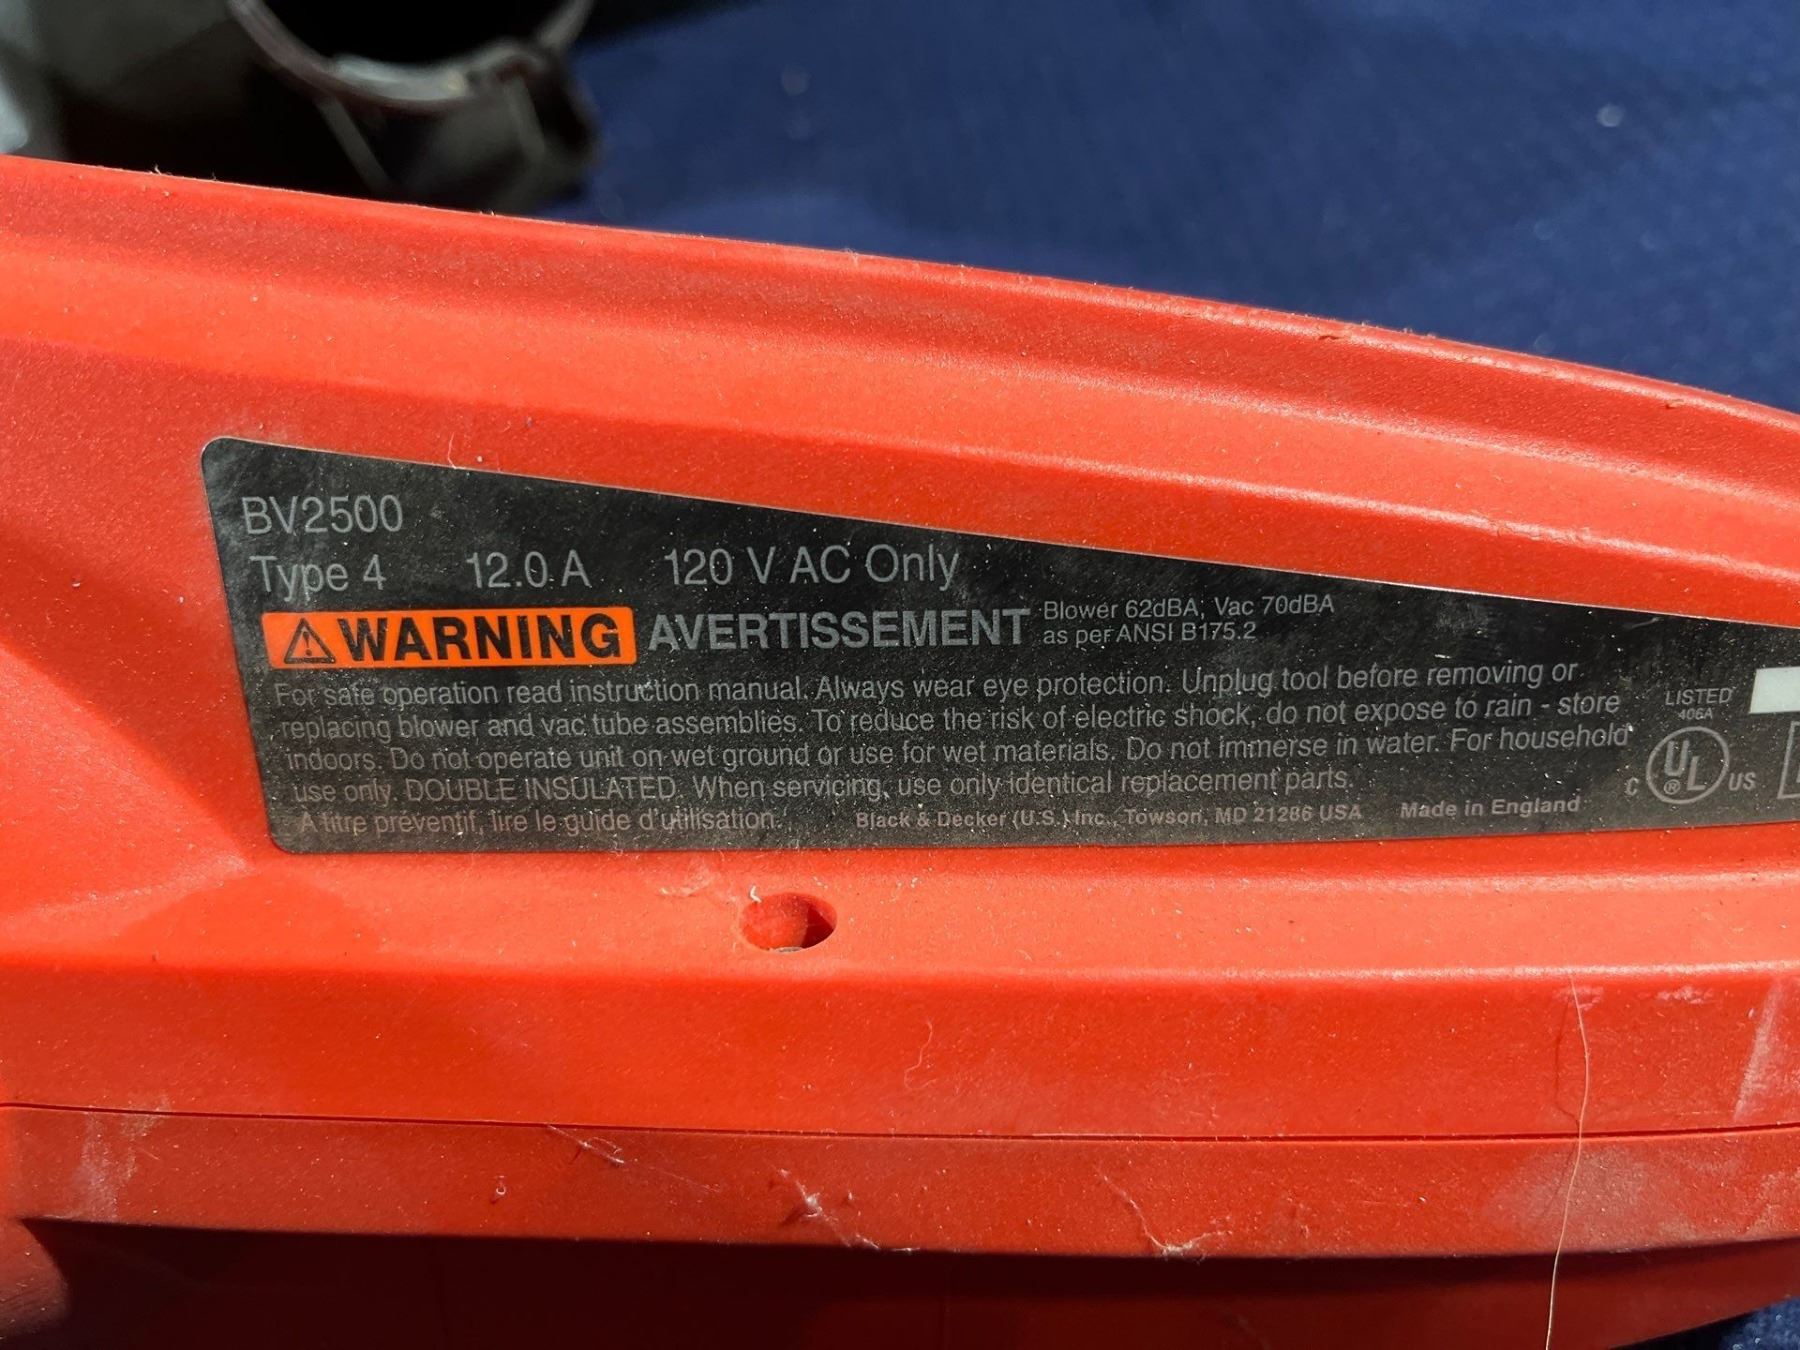 BV2500
Type 4 12.0 A 120 V AC Only
WARNING AVERTISSEMENT Blower 62dBA, Vac 70dBA
as per ANSI B175.2
For safe operation read instruction manual. Always wear eye protection. Unplug tool before removing or
replacing blower and vac tube assemblies. To reduce the risk of electric shock, do not expose to rain - store
indoors. Do not operate unit on wet ground or use for wet materials. Do not immerse in water. For household
use only. DOUBLE INSULATED. When servicing, use only identical replacement parts.
A titre préventif, lire le guide d'utilisation. Black & Decker (U.S.) Inc., Towson, MD 21286 USA Made in England
LISTED
406A
C UL ® US